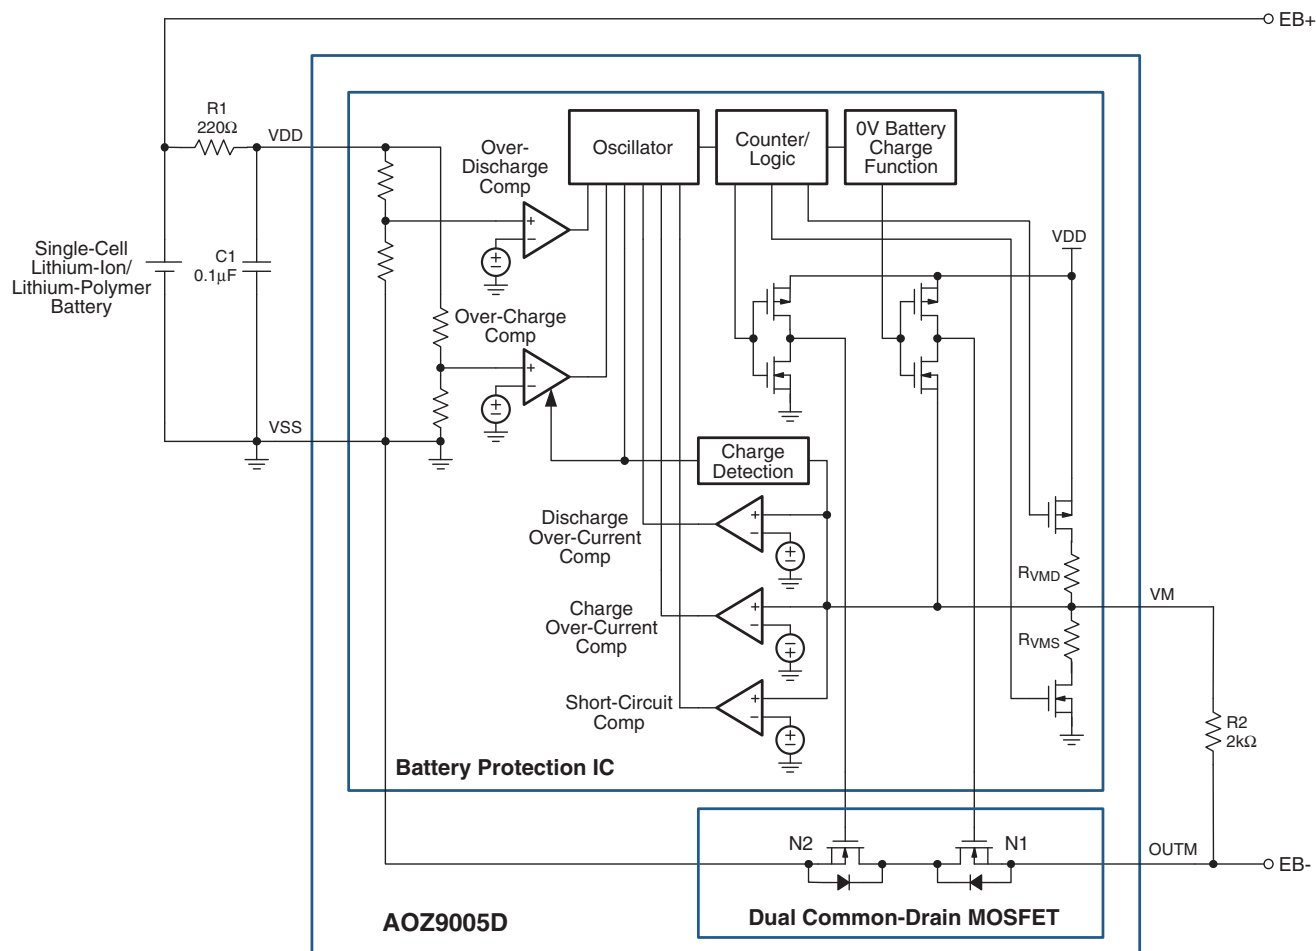 EB+
R1
220Ω
VDD
Over-
Discharge
Comp
Oscillator
Counter/
Logic
0V Battery
Charge
Function
VDD
Single-Cell
Lithium-Ion/
Lithium-Polymer
Battery
C1
0.1μF
+
−
±
Over-Charge
Comp
+
−
±
VSS
Charge
Detection
Discharge
Over-Current
Comp
+
−
±
RVMD
VM
Charge
Over-Current
Comp
+
−
±
RVMS
Short-Circuit
Comp
+
−
±
R2
2kΩ
Battery Protection IC
N2
N1
OUTM
EB-
AOZ9005D
Dual Common-Drain MOSFET